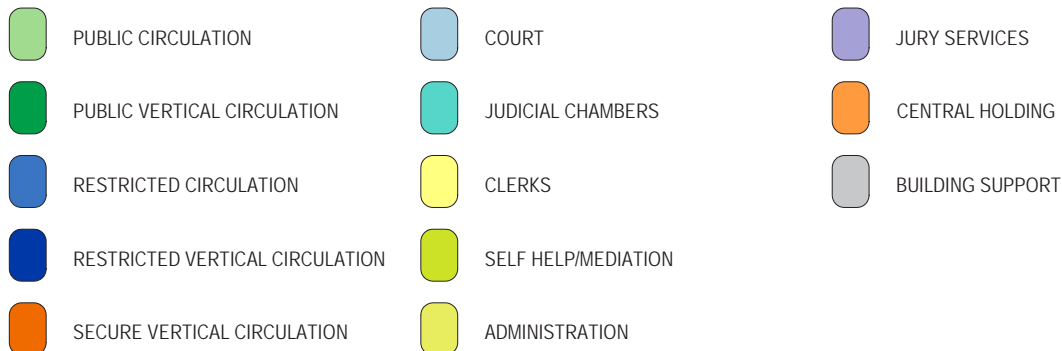 PUBLIC CIRCULATION
PUBLIC VERTICAL CIRCULATION
RESTRICTED CIRCULATION
RESTRICTED VERTICAL CIRCULATION
SECURE VERTICAL CIRCULATION
COURT
JUDICIAL CHAMBERS
CLERKS
SELF HELP/MEDIATION
ADMINISTRATION
JURY SERVICES
CENTRAL HOLDING
BUILDING SUPPORT